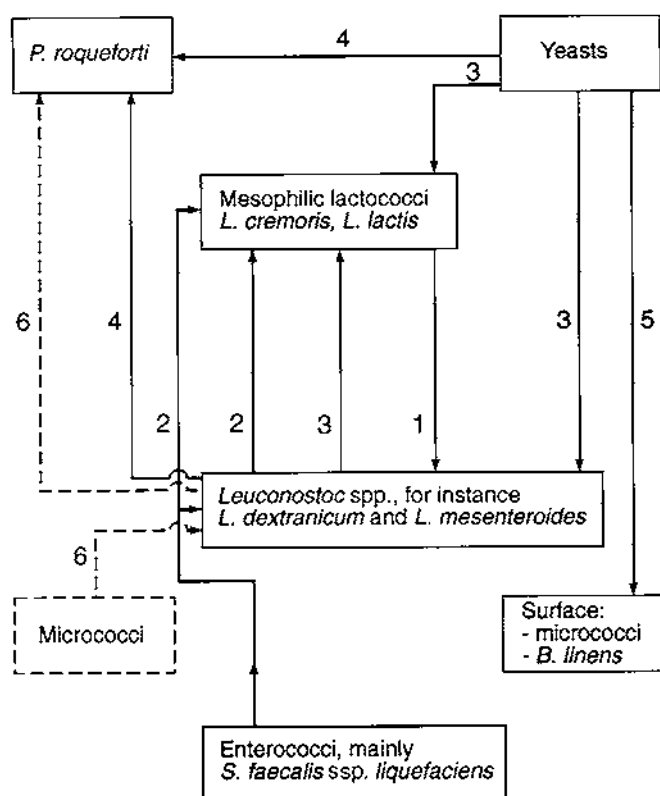 P. roqueforti
4
Yeasts
3
Mesophilic lactococci
L. cremoris, L. lactis
6
4
2
2
3
1
3
5
Leuconostoc spp., for instance
L. dextranicum and L. mesenteroides
6
Micrococci
Surface:
- micrococci
- B. linens
Enterococci, mainly
S. faecalis ssp. liquefaciens